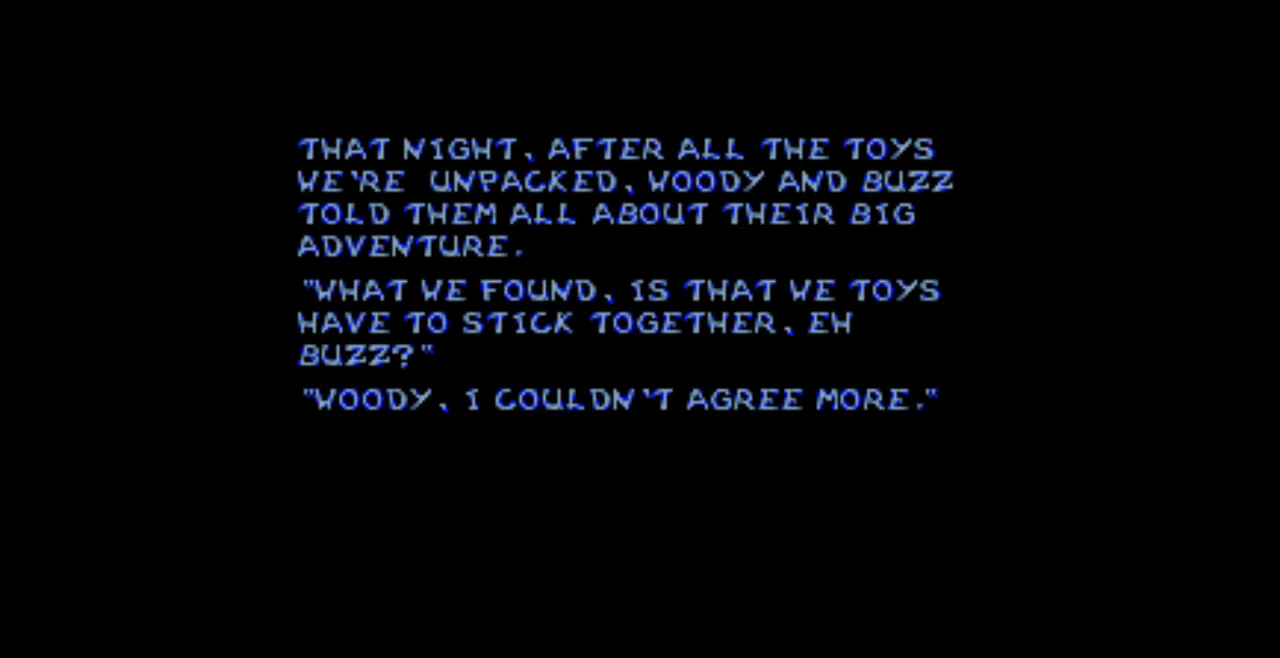 THAT NIGHT, AFTER ALL THE TOYS
WE'RE UNPACKED, WOODY AND BUZZ
TOLD THEM ALL ABOUT THEIR BIG
ADVENTURE.
"WHAT WE FOUND, IS THAT WE TOYS
HAVE TO STICK TOGETHER, EH
BUZZ?"
"WOODY, I COULDN'T AGREE MORE."